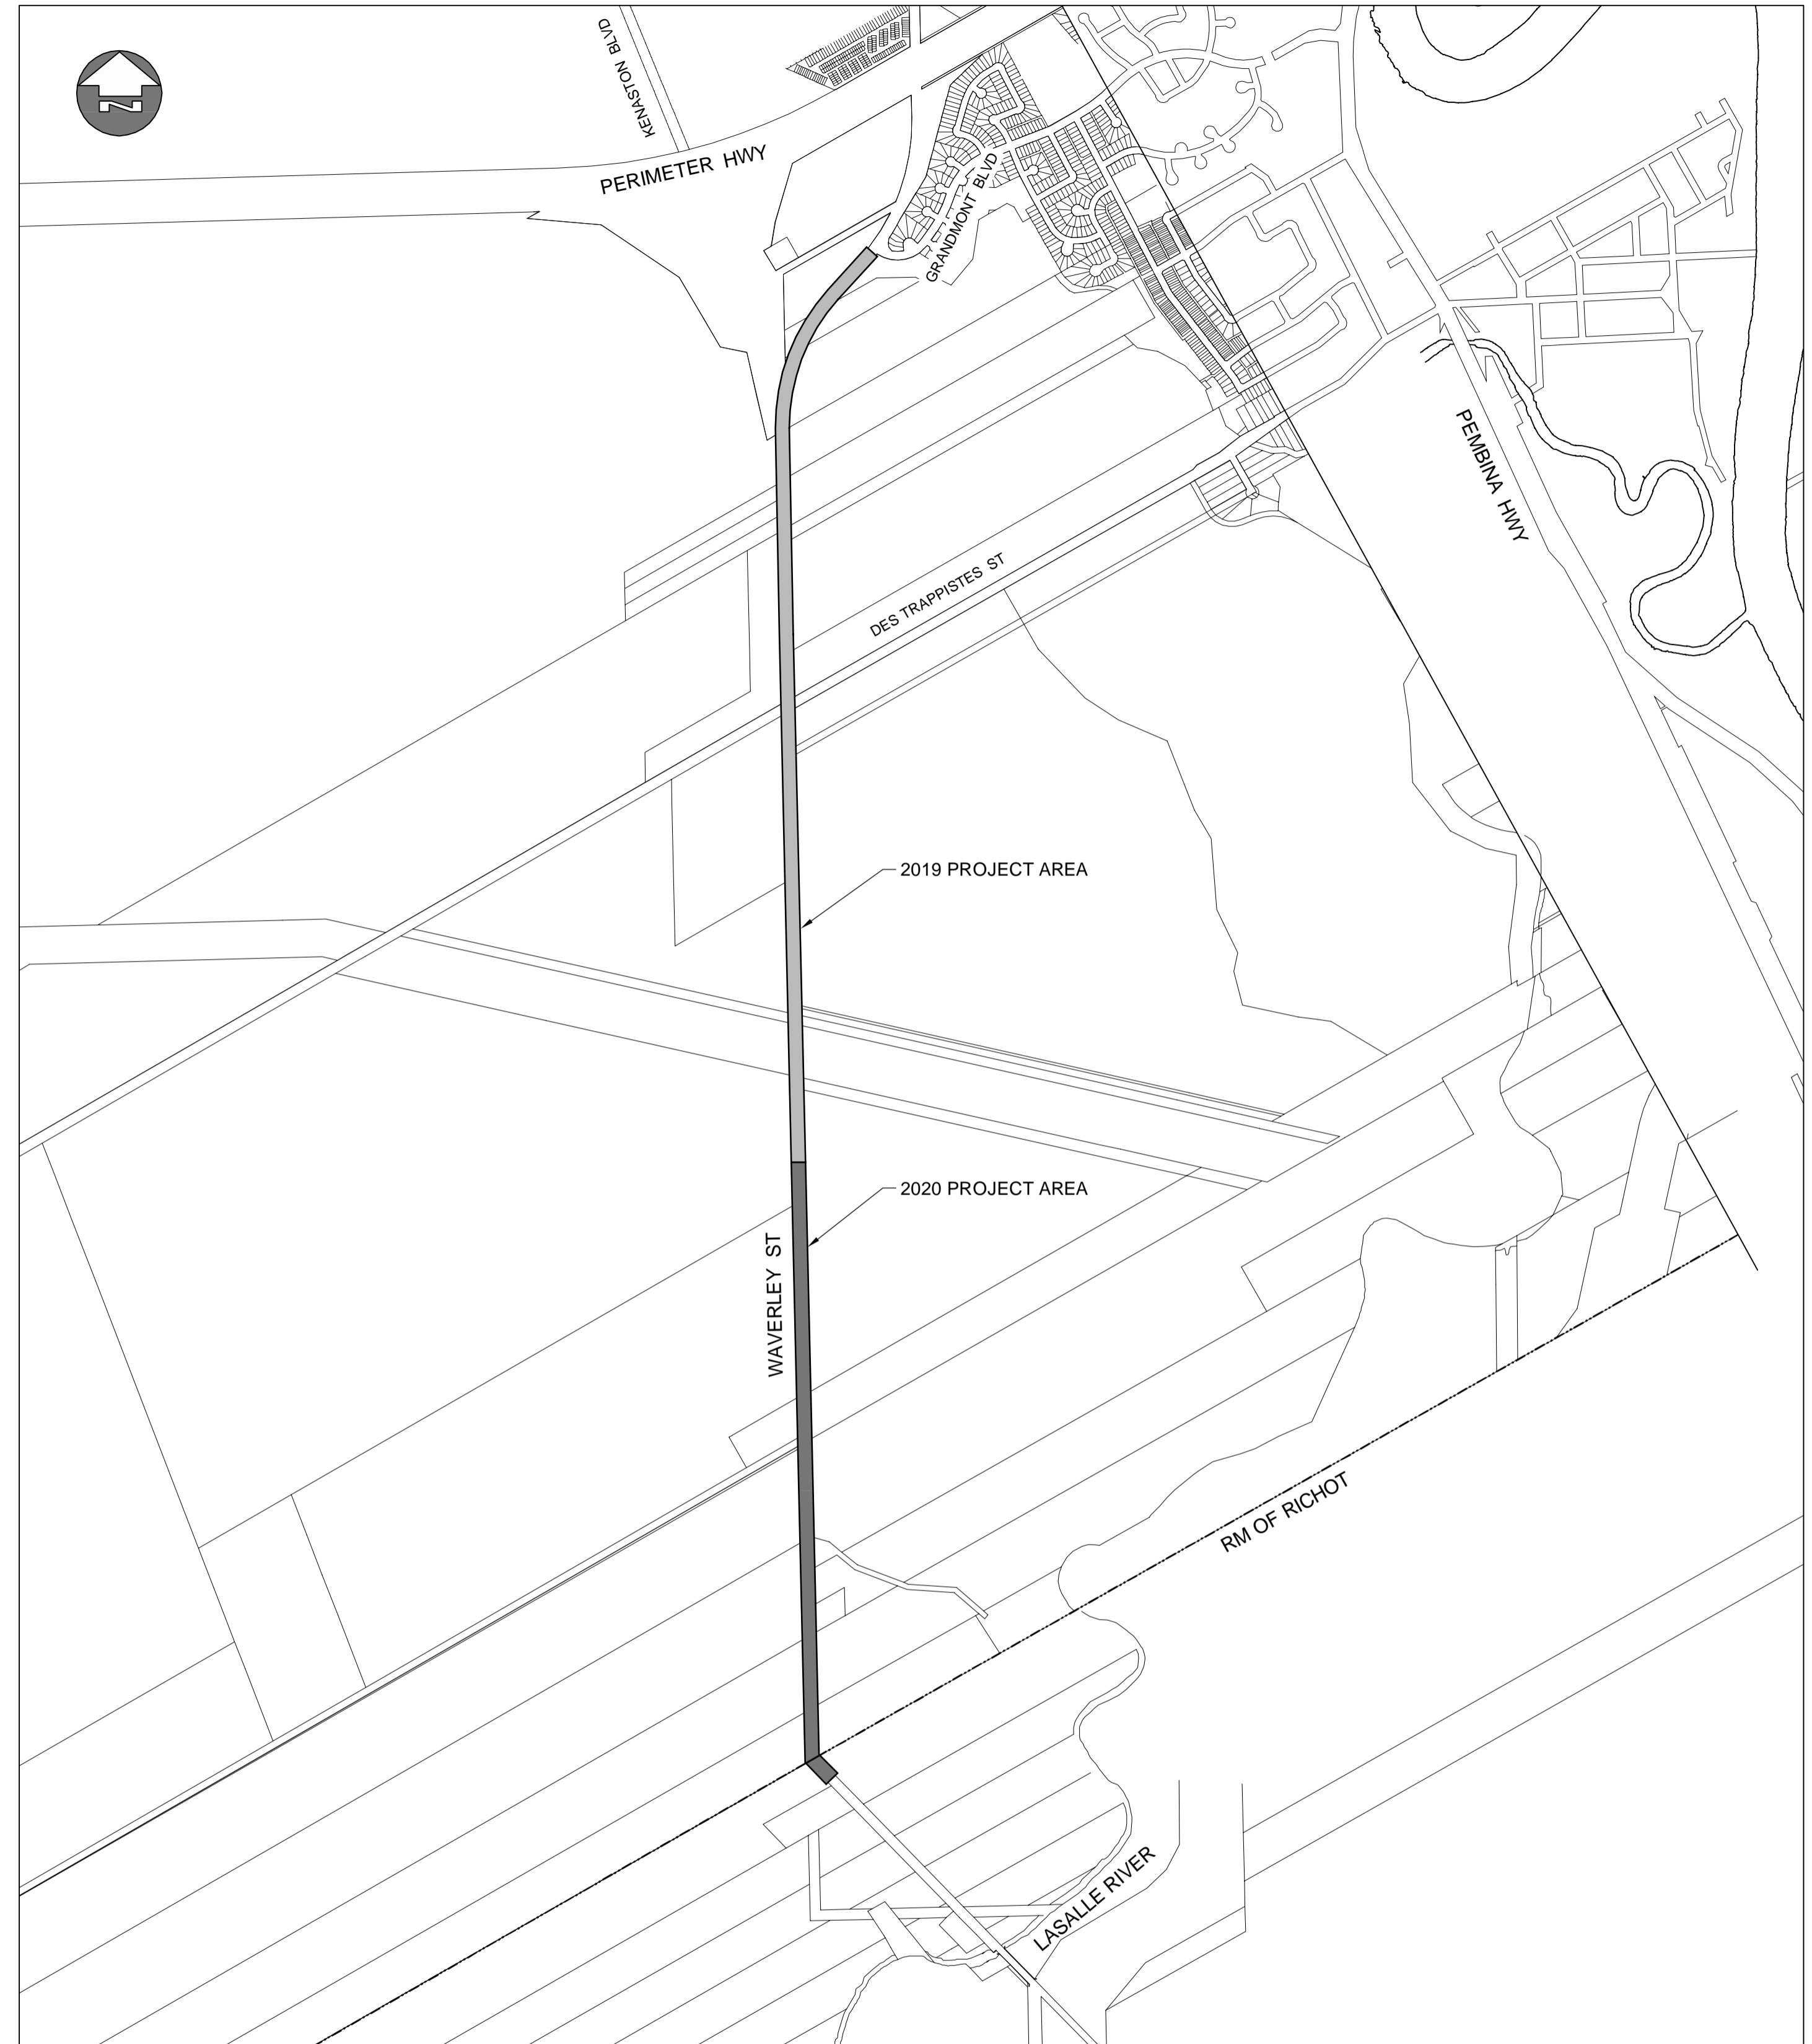 KENASTON BLVD
PERIMETER HWY
GRANDMONT BLVD
PEMBINA HWY
DES TRAPPISTES ST
2019 PROJECT AREA
2020 PROJECT AREA
WAVERLEY ST
RM OF RICHOT
LASALLE RIVER
N